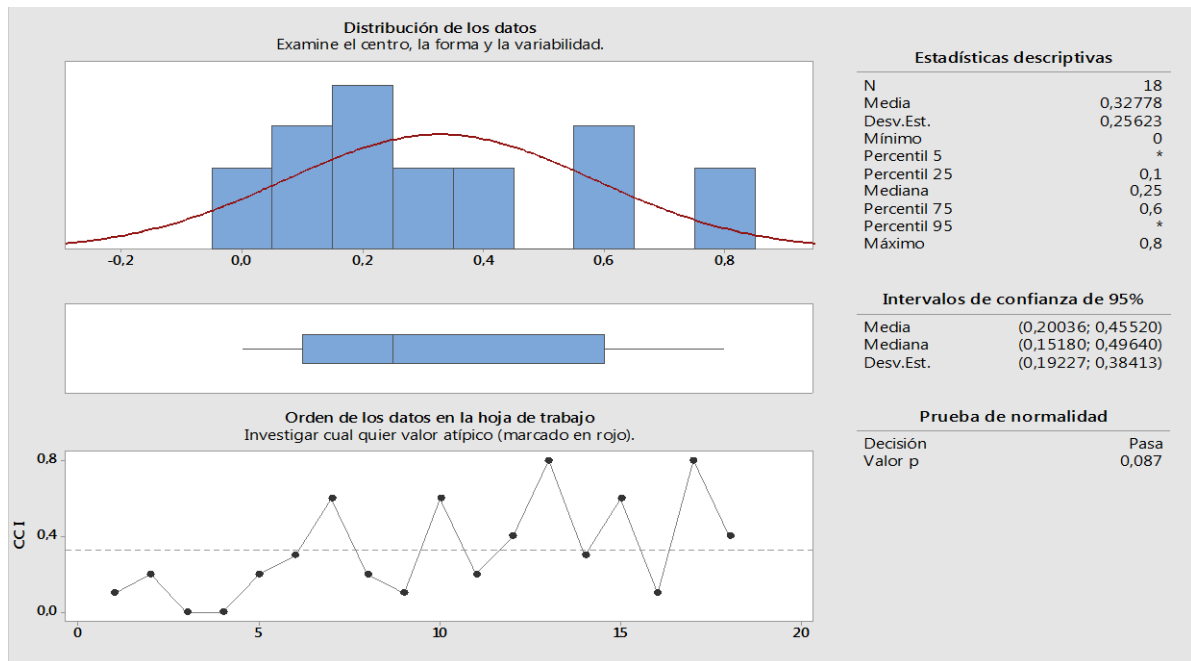 Distribución de los datos
Examine el centro, la forma y la variabilidad.
-0,2 0,0 0,2 0,4 0,6 0,8
Orden de los datos en la hoja de trabajo
Investigar cual quier valor atípico (marcado en rojo).
CC I
0,8
0,4
0,0
0 5 10 15 20
Estadísticas descriptivas
N 18
Media 0,32778
Desv.Est. 0,25623
Mínimo 0
Percentil 5 *
Percentil 25 0,1
Mediana 0,25
Percentil 75 0,6
Percentil 95 *
Máximo 0,8
Intervalos de confianza de 95%
Media (0,20036; 0,45520)
Mediana (0,15180; 0,49640)
Desv.Est. (0,19227; 0,38413)
Prueba de normalidad
Decisión Pasa
Valor p 0,087